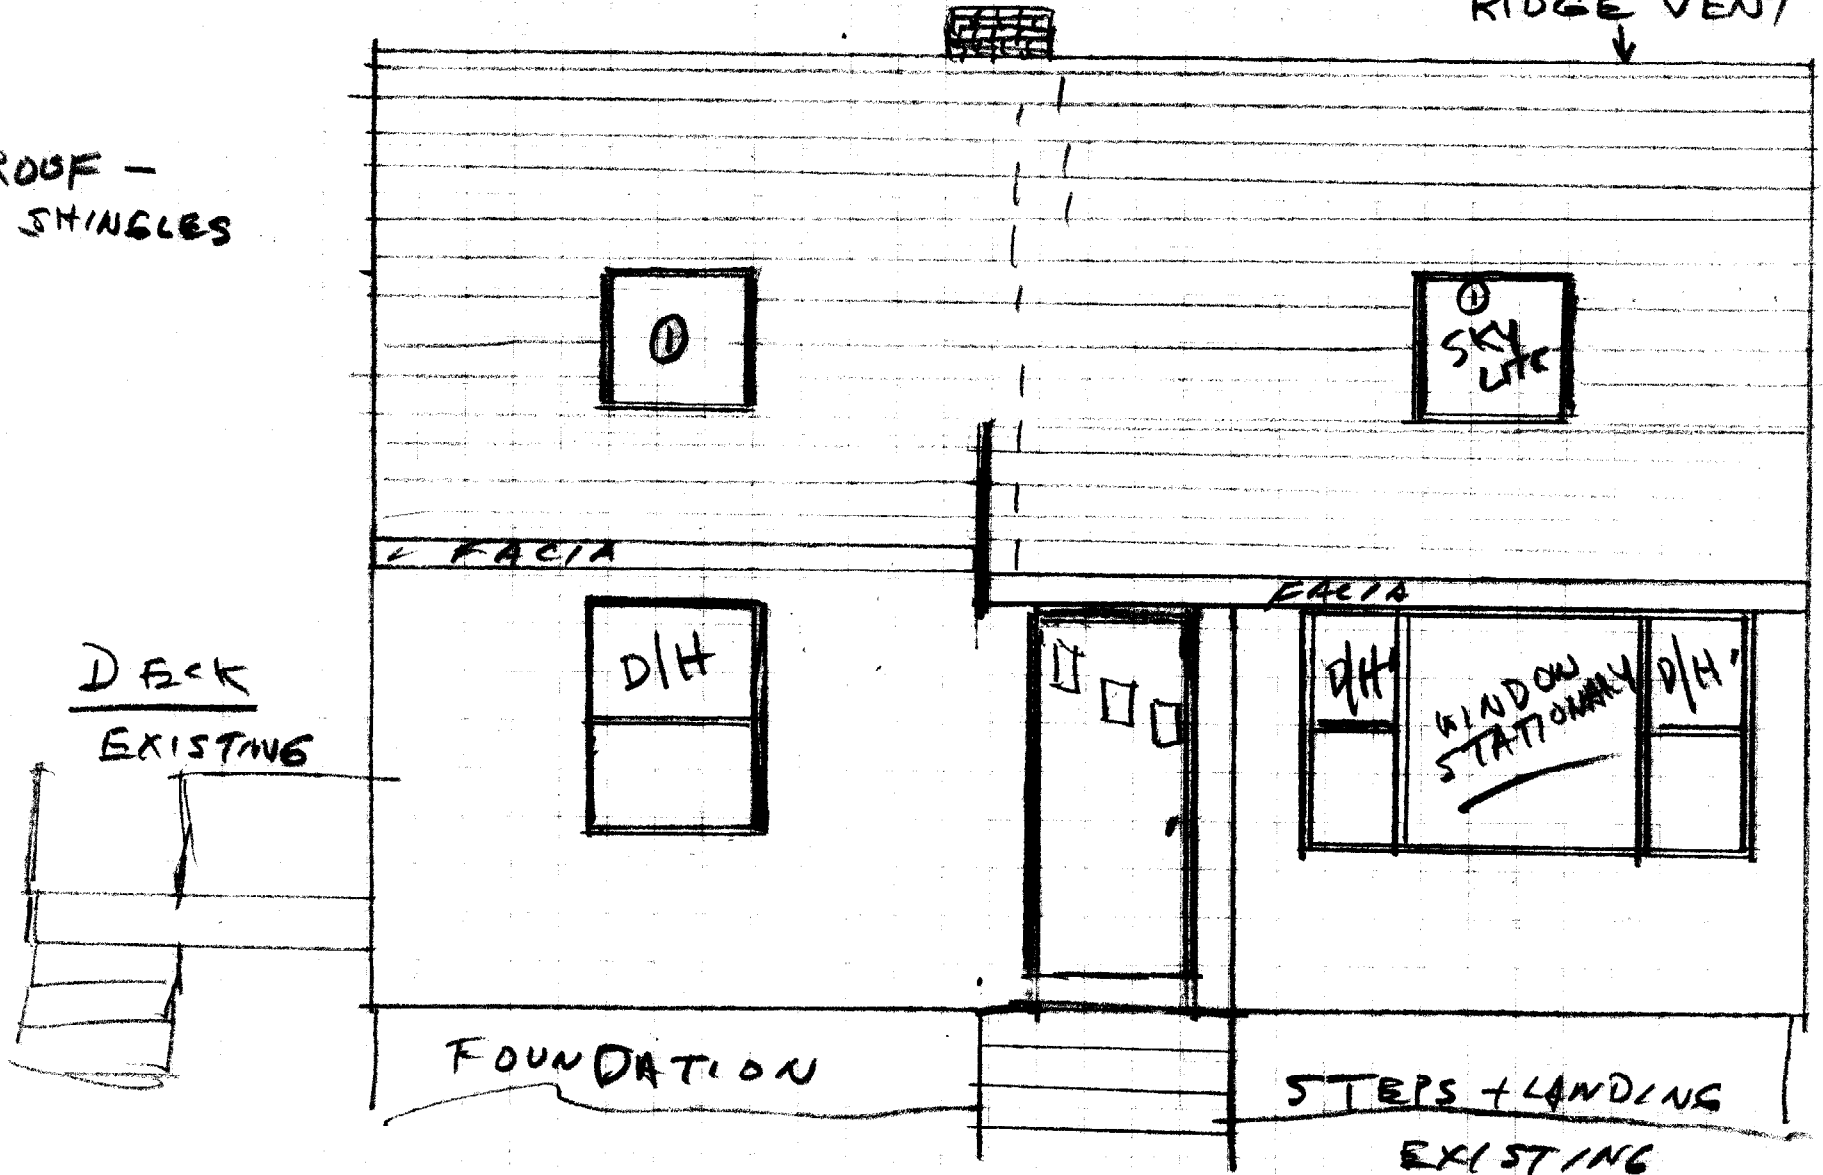 RIDGE VENT
ROOF -
SHINGLES
①
①
SKY
LITE
FACIA
FACIA
D/H
D/H
WINDOW
STATIONARY
D/H
DECK
EXISTING
FOUNDATION
STEPS + LANDING
EXISTING